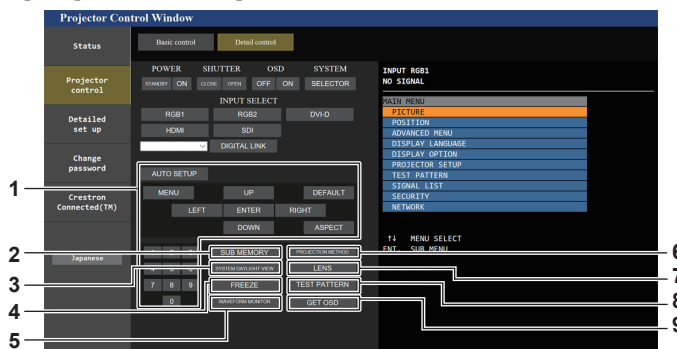 Projector Control Window
Status
Projector
control
Detailed
set up
Change
password
Crestron
Connected(TM)
Japanese
Basic control
Detail control
POWER
SHUTTER
OSD
SYSTEM
STANDBY
ON
CLOSE
OPEN
OFF
ON
SELECTOR
INPUT SELECT
RGB1
RGB2
DVI-D
HDMI
SDI
DIGITAL LINK
AUTO SETUP
MENU
UP
DEFAULT
LEFT
ENTER
RIGHT
DOWN
ASPECT
SUB MEMORY
PROJECTION METHOD
SYSTEM DAYLIGHT VIEW
LENS
7 8 9
FREEZE
TEST PATTERN
0
WAVEFORM MONITOR
GET OSD
INPUT RGB1
NO SIGNAL
MAIN MENU
PICTURE
POSITION
ADVANCED MENU
DISPLAY LANGUAGE
DISPLAY OPTION
PROJECTOR SETUP
TEST PATTERN
SIGNAL LIST
SECURITY
NETWORK
↑↓ MENU SELECT
ENT. SUB MENU
1
2
3
4
5
6
7
8
9